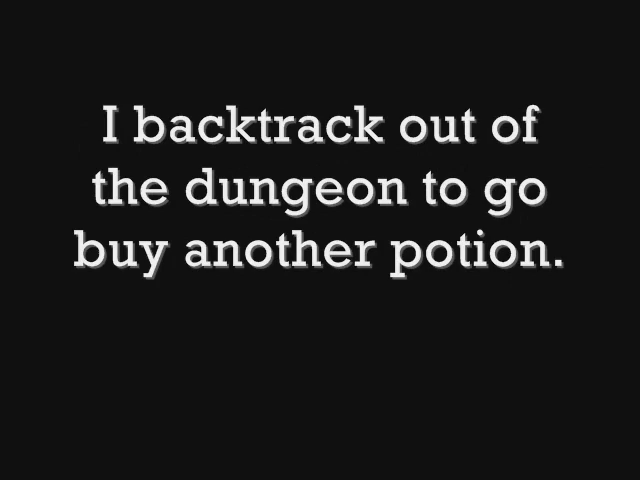 I backtrack out of
the dungeon to go
buy another potion.